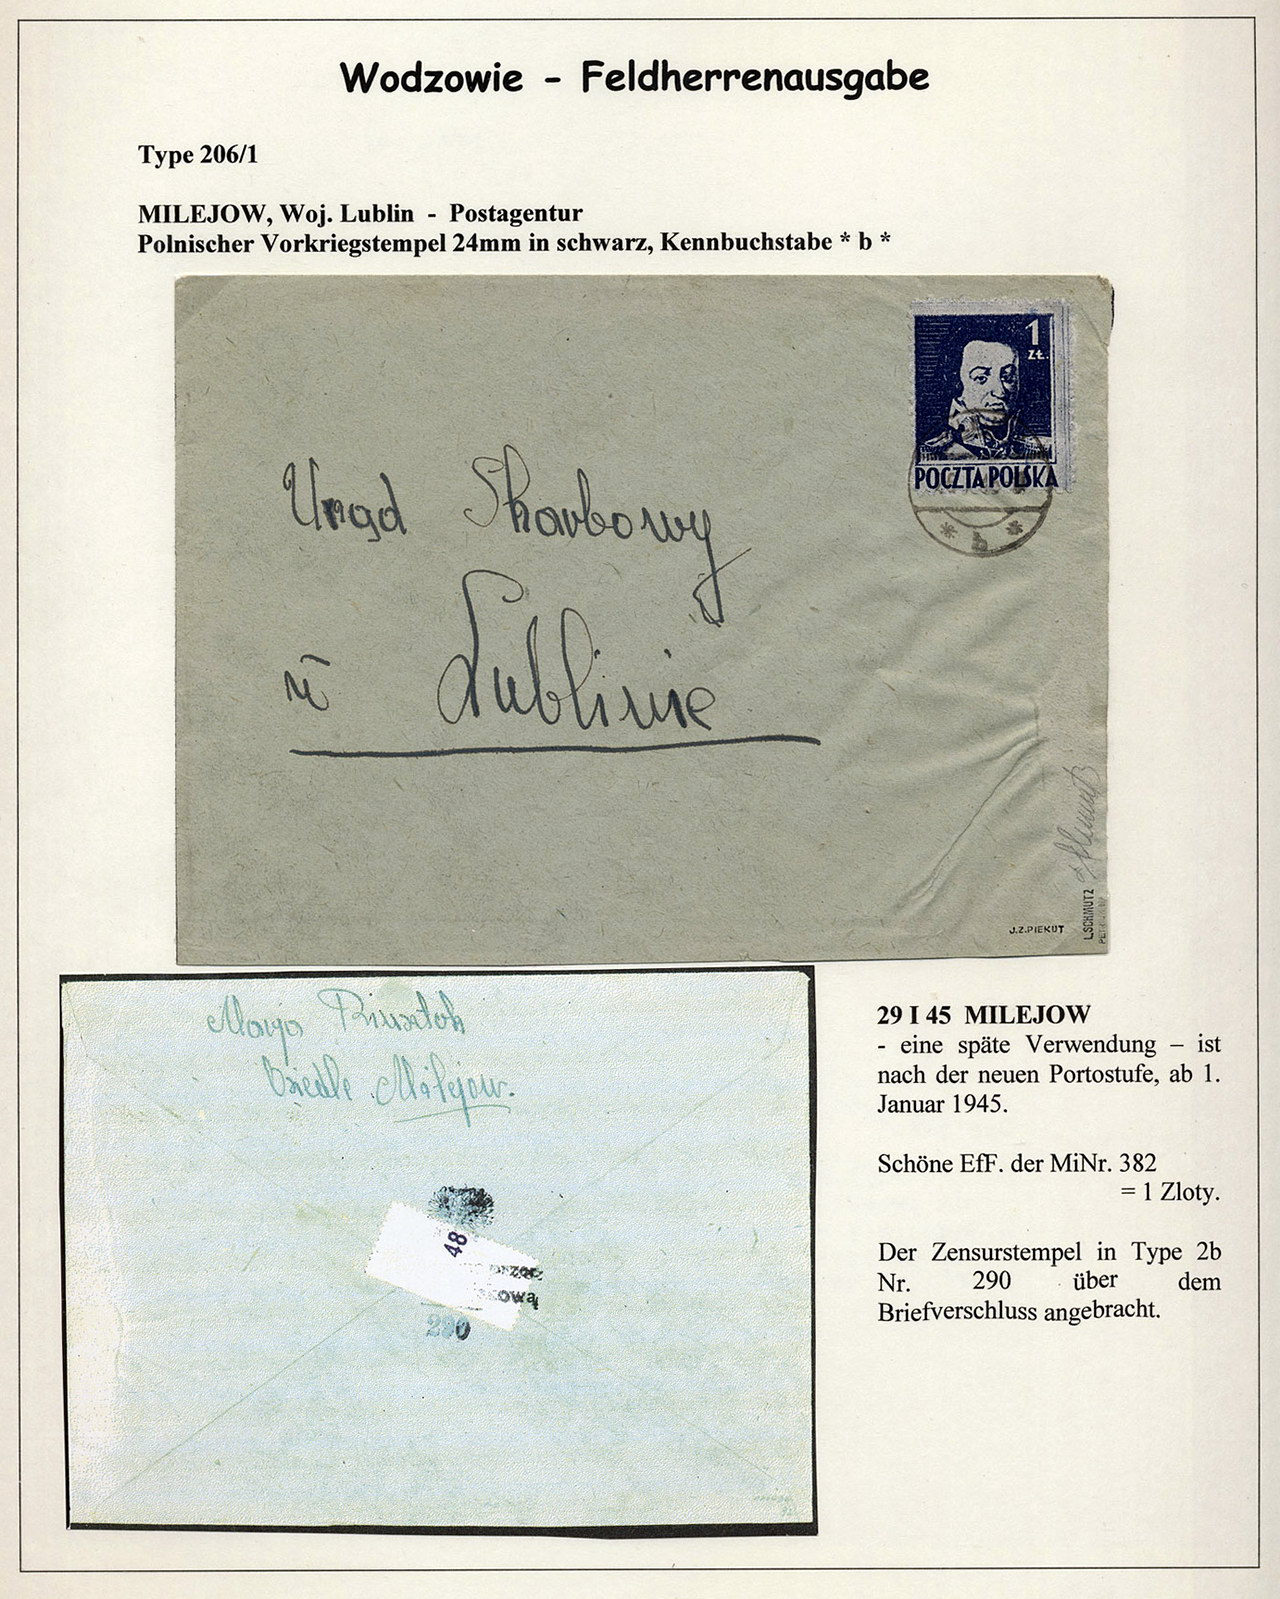 Wodzowie - Feldherrenausgabe
Type 206/1
MILEJOW, Woj. Lublin - Postagentur
Polnischer Vorkriegstempel 24mm in schwarz, Kennbuchstabe * b *
1
ZŁ.
POCZTA POLSKA
* b *
Urząd Skarbowy
w Lublinie
J.Z.PIEKUT
L.SCHMUTZ
Milejow.
48
290
29 I 45 MILEJOW
- eine späte Verwendung – ist
nach der neuen Portostufe, ab 1.
Januar 1945.
Schöne EfF. der MiNr. 382
= 1 Zloty.
Der Zensurstempel in Type 2b
Nr. 290 über dem
Briefverschluss angebracht.